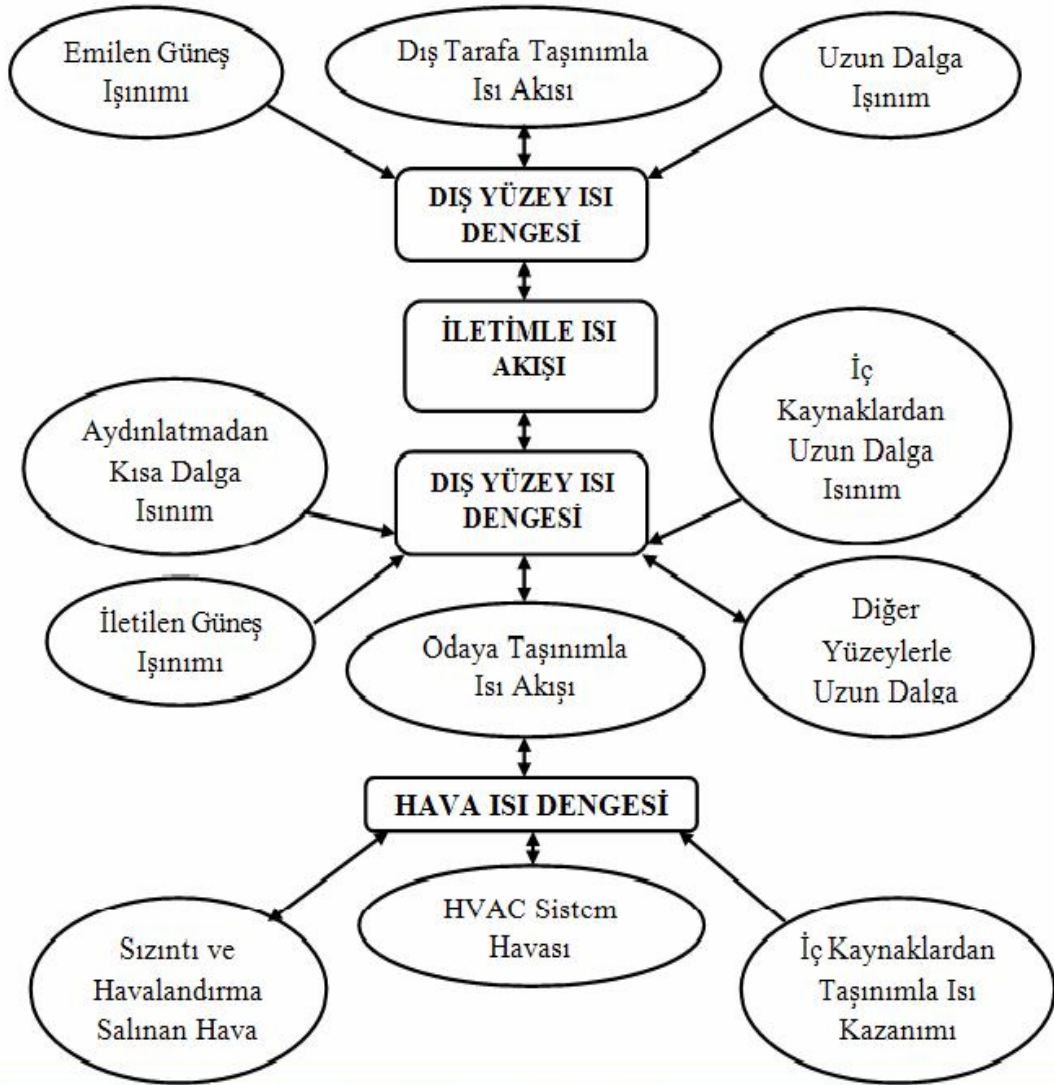 Emilen Güneş
Işınımı
Dış Tarafa Taşınımla
Isı Akısı
Uzun Dalga
Işınım
DIŞ YÜZEY ISI
DENGESİ
İLETİMLE ISI
AKIŞI
Aydınlatmadan
Kısa Dalga
Isınım
İç
Kaynaklardan
Uzun Dalga
Isınım
DIŞ YÜZEY ISI
DENGESİ
İletilen Güneş
Işınımı
Odaya Taşınımla
Isı Akışı
Diğer
Yüzeylerle
Uzun Dalga
HAVA ISI DENGESİ
Sızıntı ve
Havalandırma
Salınan Hava
HVAC Sistem
Havası
İç Kaynaklardan
Taşınımla Isı
Kazanımı